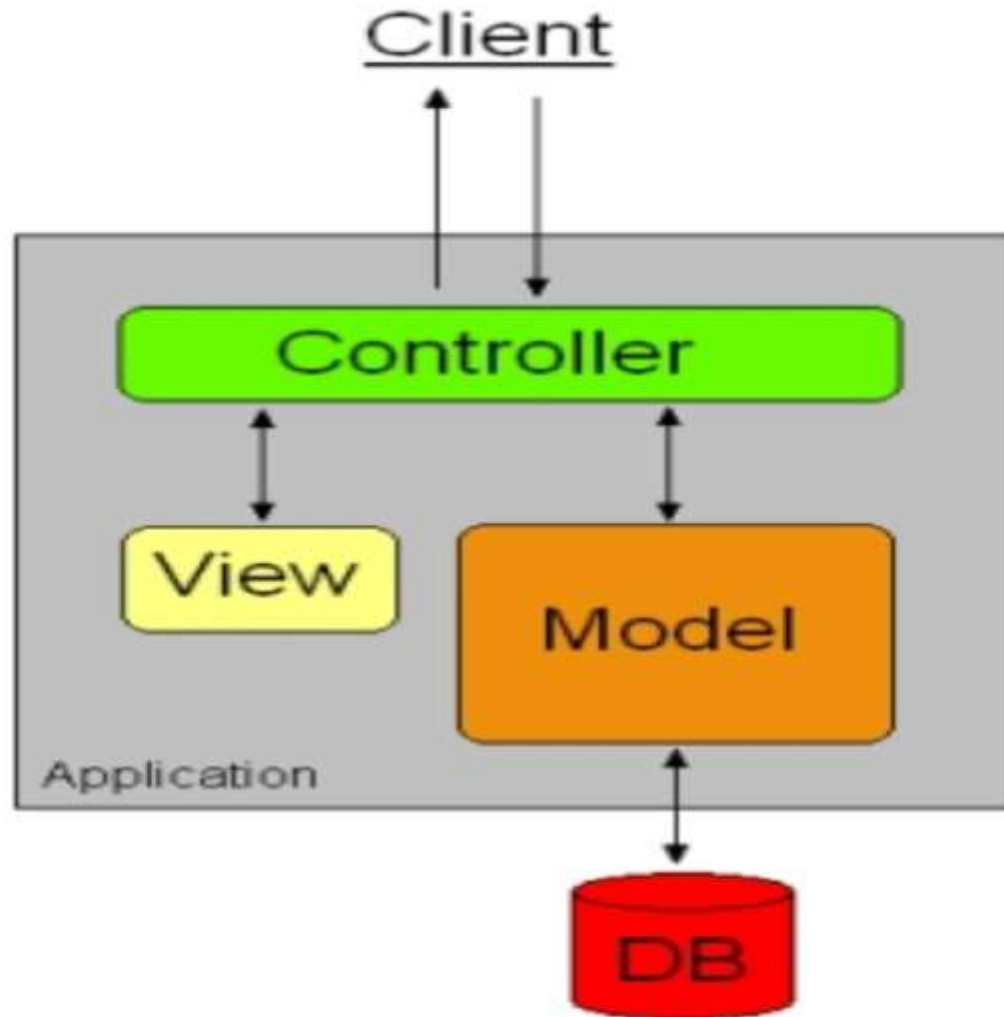 Client
Controller
View
Model
Application
DB